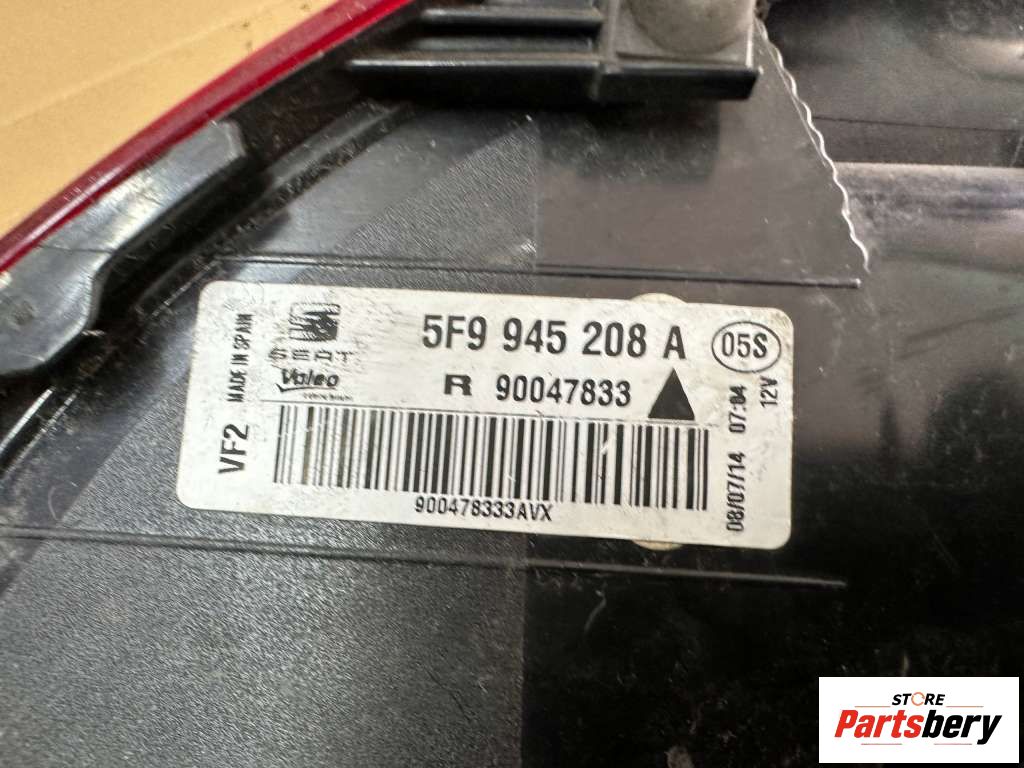 MADE IN SPAIN
VF2
SEAT
Valeo
5F9 945 208 A
05S
R 90047833
900478333AVX
08/07/14 07:04
12V
STORE
Partsbery